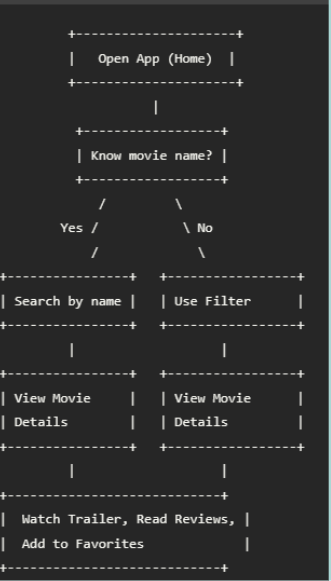 +--------------------+
|   Open App (Home)  |
+--------------------+
|
+-----------------+
| Know movie name? |
+-----------------+
/ \
Yes / \ No
/ \
+----------------+ +-----------------+
| Search by name | | Use Filter |
+----------------+ +-----------------+
| |
+----------------+ +-----------------+
| View Movie | | View Movie |
| Details | | Details |
+----------------+ +-----------------+
| |
+---------------------------+
| Watch Trailer, Read Reviews, |
| Add to Favorites |
+---------------------------+